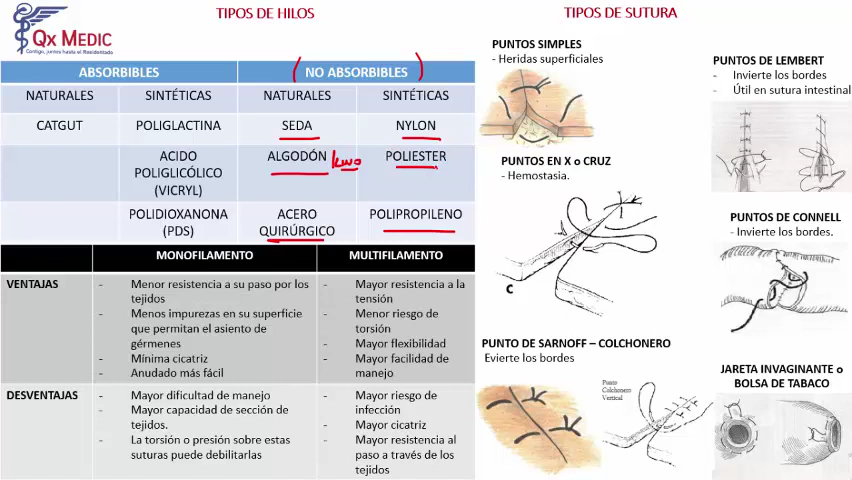 TIPOS DE HILOS
TIPOS DE SUTURA
Qx MEDIC
Contigo, juntos hasta el Residentado
ABSORBIBLES
NO ABSORBIBLES
NATURALES
SINTÉTICAS
NATURALES
SINTÉTICAS
CATGUT
POLIGLACTINA
SEDA
NYLON
ACIDO
POLIGLICÓLICO
(VICRYL)
ALGODÓN
POLIESTER
POLIDIOXANONA
(PDS)
ACERO
QUIRÚRGICO
POLIPROPILENO
MONOFILAMENTO
MULTIFILAMENTO
VENTAJAS
- Menor resistencia a su paso por los
tejidos
- Menos impurezas en su superficie
que permitan el asiento de
gérmenes
- Mínima cicatriz
- Anudado más fácil
- Mayor resistencia a la
tensión
- Menor riesgo de
torsión
- Mayor flexibilidad
- Mayor facilidad de
manejo
DESVENTAJAS
- Mayor dificultad de manejo
- Mayor capacidad de sección de
tejidos.
- La torsión o presión sobre estas
suturas puede debilitarlas
- Mayor riesgo de
infección
- Mayor cicatriz
- Mayor resistencia al
paso a través de los
tejidos
PUNTOS SIMPLES
- Heridas superficiales
PUNTOS EN X o CRUZ
- Hemostasia.
C
PUNTO DE SARNOFF – COLCHONERO
Evierte los bordes
Punto
Colchonero
Vertical
PUNTOS DE LEMBERT
- Invierte los bordes
- Útil en sutura intestinal
PUNTOS DE CONNELL
- Invierte los bordes.
JARETA INVAGINANTE o
BOLSA DE TABACO